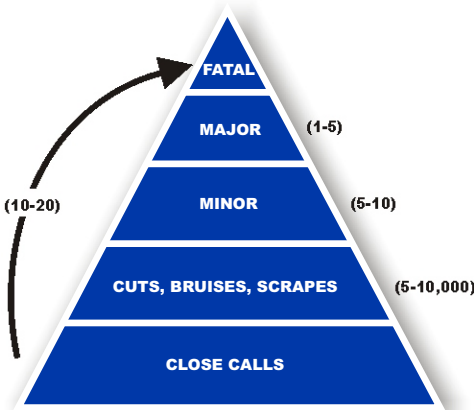 FATAL
MAJOR
(1-5)
(10-20)
MINOR
(5-10)
CUTS, BRUISES, SCRAPES
(5-10,000)
CLOSE CALLS